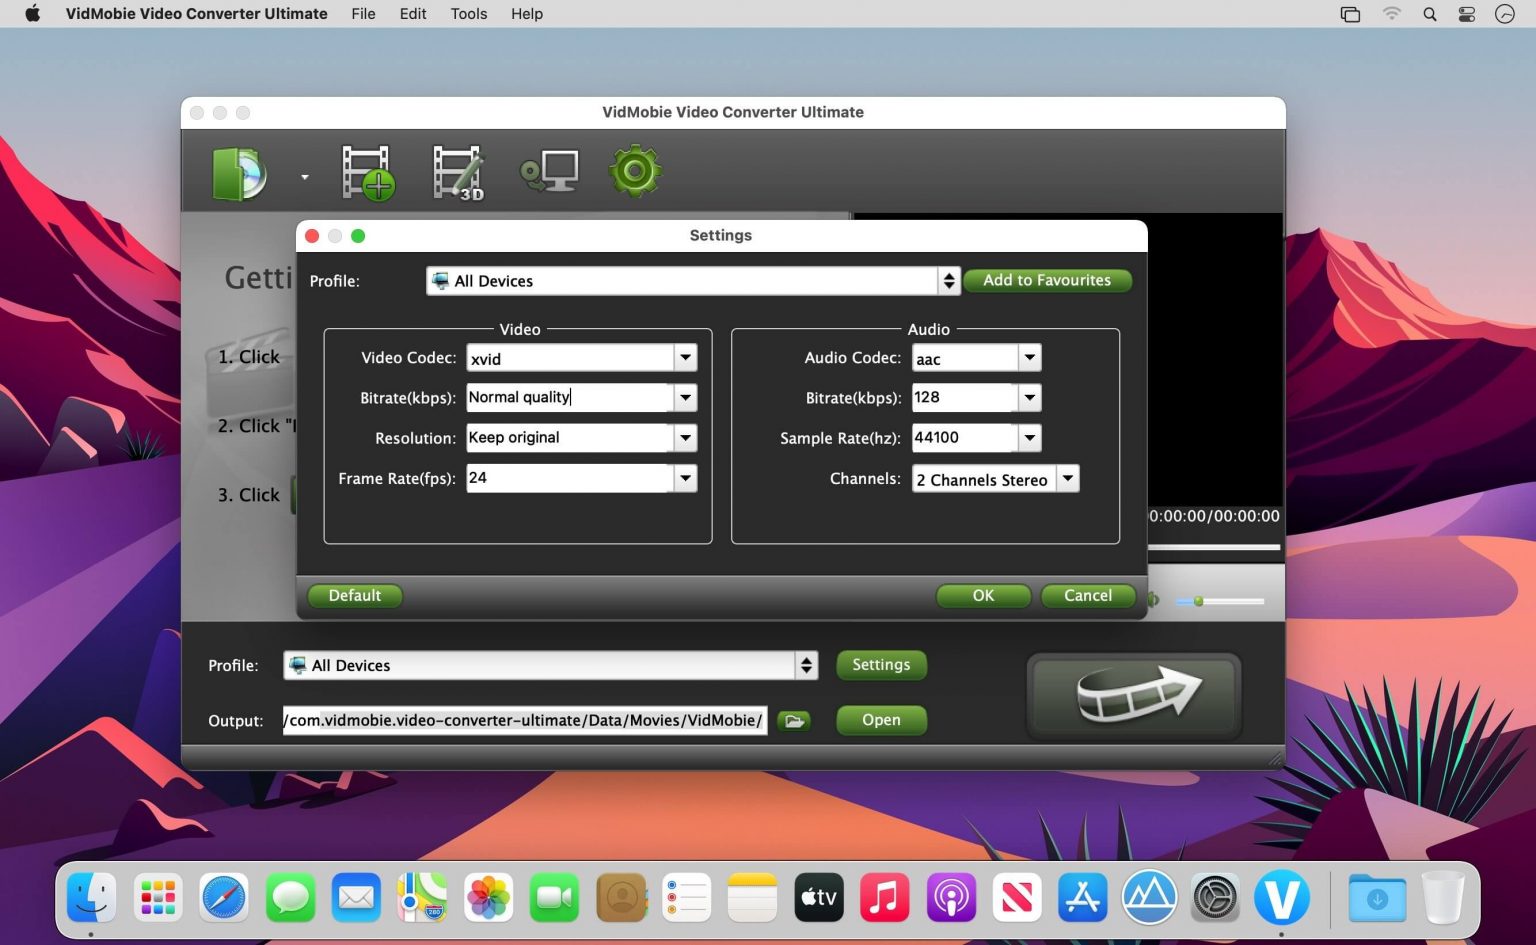 VidMobie Video Converter Ultimate File Edit Tools Help
VidMobie Video Converter Ultimate
3D
Settings
Getti
Profile: All Devices Add to Favourites
Video
Audio
1. Click
Video Codec: xvid
Audio Codec: aac
Bitrate(kbps): Normal quality
Bitrate(kbps): 128
2. Click "
Resolution: Keep original
Sample Rate(hz): 44100
3. Click
Frame Rate(fps): 24
Channels: 2 Channels Stereo
0:00:00/00:00:00
Default OK Cancel
Profile: All Devices Settings
Output: /com.vidmobie.video-converter-ultimate/Data/Movies/VidMobie/ Open
280
tv